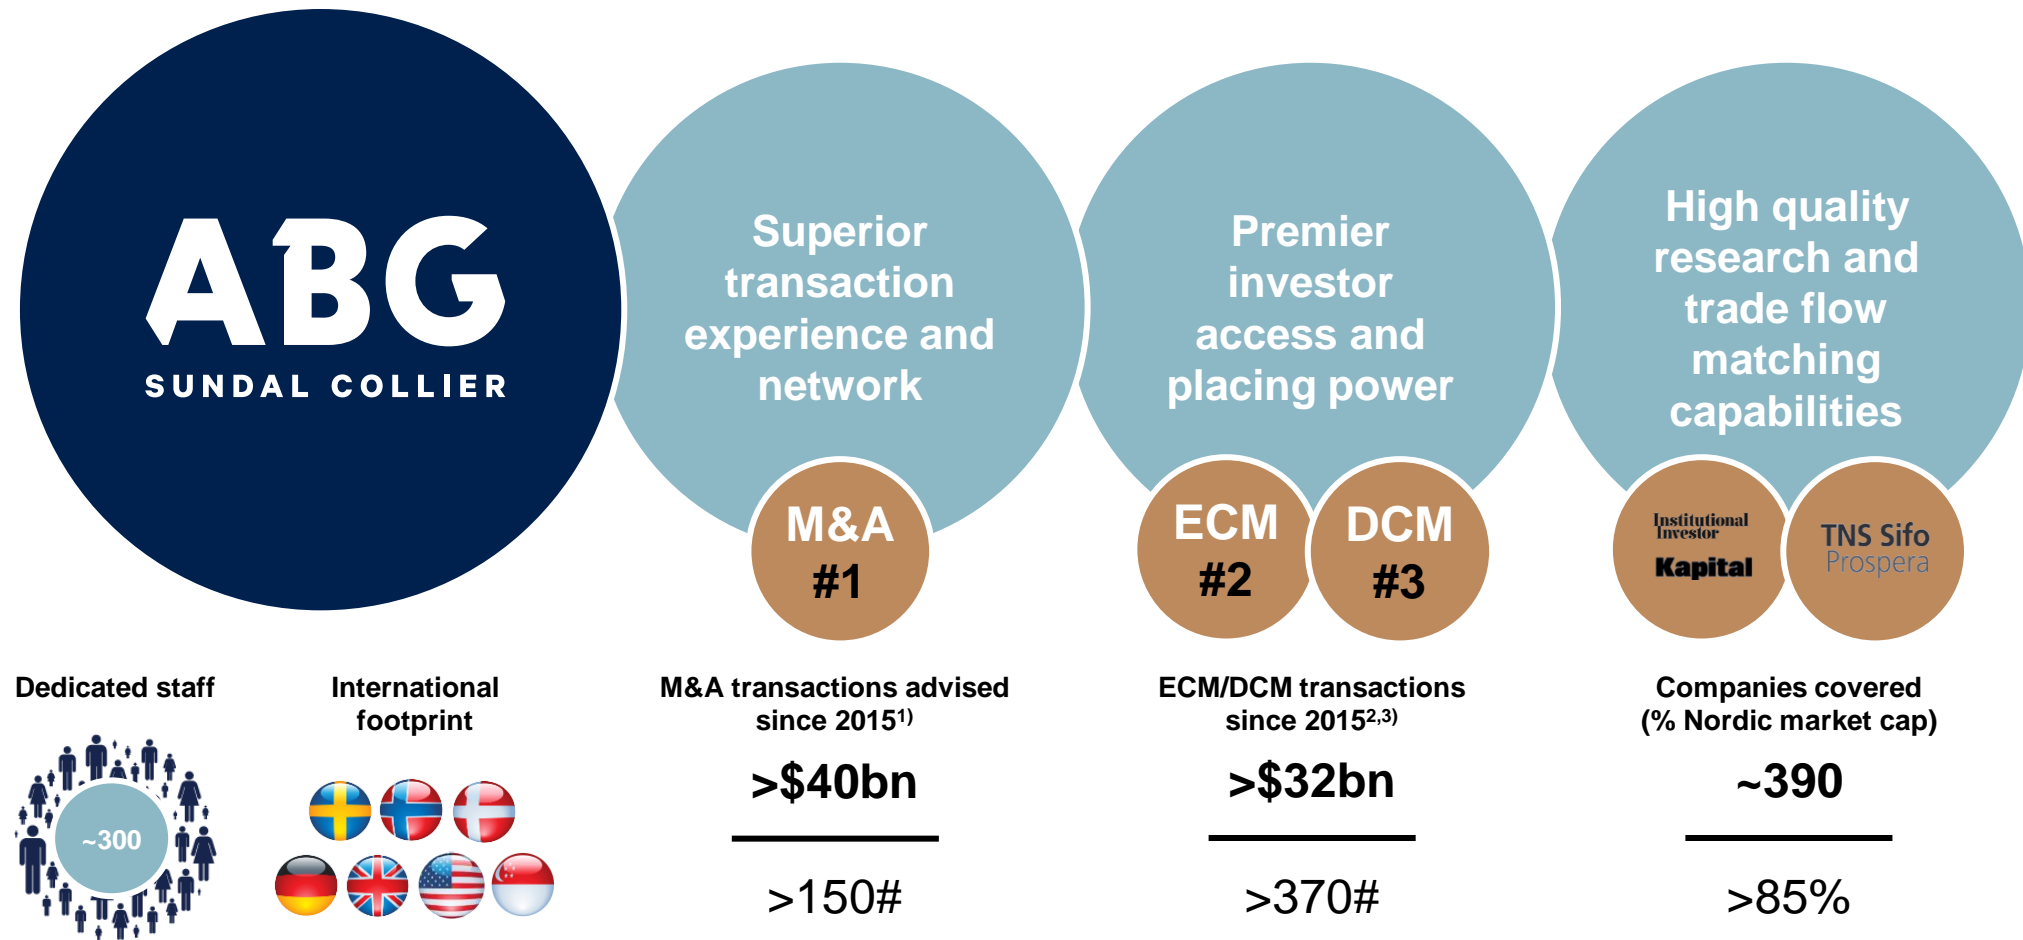 ABG
SUNDAL COLLIER
Superior
transaction
experience and
network
M&A
#1
Premier
investor
access and
placing power
ECM
#2
DCM
#3
High quality
research and
trade flow
matching
capabilities
Institutional
Investor
Kapital
TNS Sifo
Prospera
Dedicated staff
~300
International
footprint
M&A transactions advised
since 2015¹⁾
>$40bn
>150#
ECM/DCM transactions
since 2015²,³⁾
>$32bn
>370#
Companies covered
(% Nordic market cap)
~390
>85%